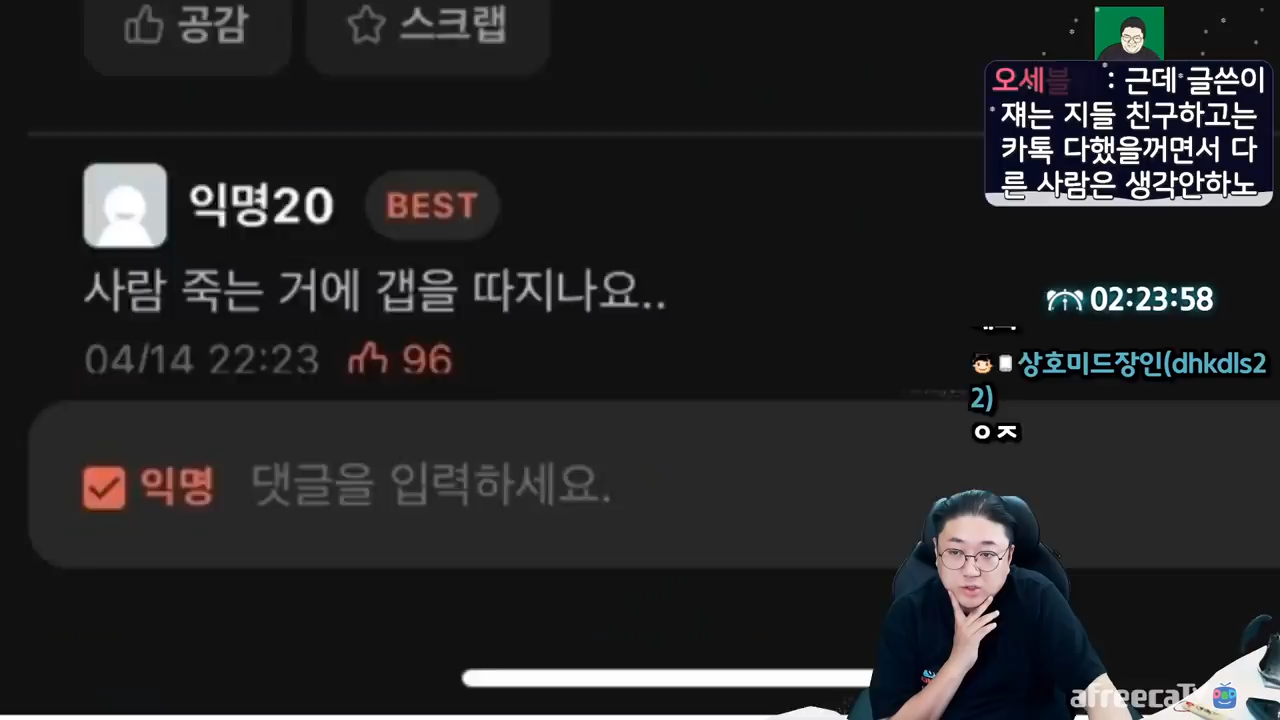 공감
스크랩
오세블 : 근데 글쓴이
쟤는 지들 친구하고는
카톡 다했을꺼면서 다
른 사람은 생각안하노
익명20 BEST
사람 죽는 거에 갭을 따지나요..
04/14 22:23 96
02:23:58
상호미드장인(dhkdls2
2)
ㅇㅈ
익명 댓글을 입력하세요.
afreecaTV